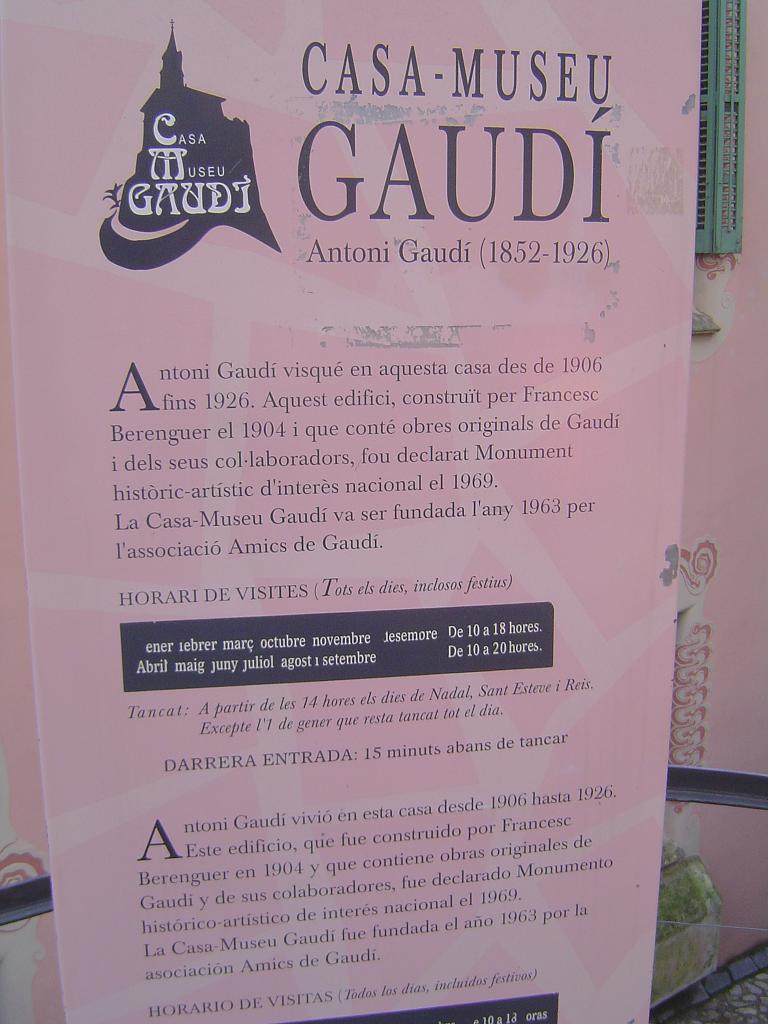 CASA MUSEU GAUDÍ
CASA-MUSEU
GAUDÍ
Antoni Gaudí (1852-1926)
Antoni Gaudí visqué en aquesta casa des de 1906
fins 1926. Aquest edifici, construït per Francesc
Berenguer el 1904 i que conté obres originals de Gaudí
i dels seus col·laboradors, fou declarat Monument
històric-artístic d'interès nacional el 1969.
La Casa-Museu Gaudí va ser fundada l'any 1963 per
l'associació Amics de Gaudí.
HORARI DE VISITES (Tots els dies, inclosos festius)
ener febrer març octubre novembre desemore De 10 a 18 hores.
Abril maig juny juliol agost i setembre De 10 a 20 hores.
Tancat: A partir de les 14 hores els dies de Nadal, Sant Esteve i Reis.
Excepte l'1 de gener que resta tancat tot el dia.
DARRERA ENTRADA: 15 minuts abans de tancar
Antoni Gaudí vivió en esta casa desde 1906 hasta 1926.
Este edificio, que fue construido por Francesc
Berenguer en 1904 y que contiene obras originales de
Gaudí y de sus colaboradores, fue declarado Monumento
histórico-artístico de interés nacional el 1969.
La Casa-Museu Gaudí fue fundada el año 1963 por la
asociación Amics de Gaudí.
HORARIO DE VISITAS (Todos los días, incluidos festivos)
e 10 a 18 oras